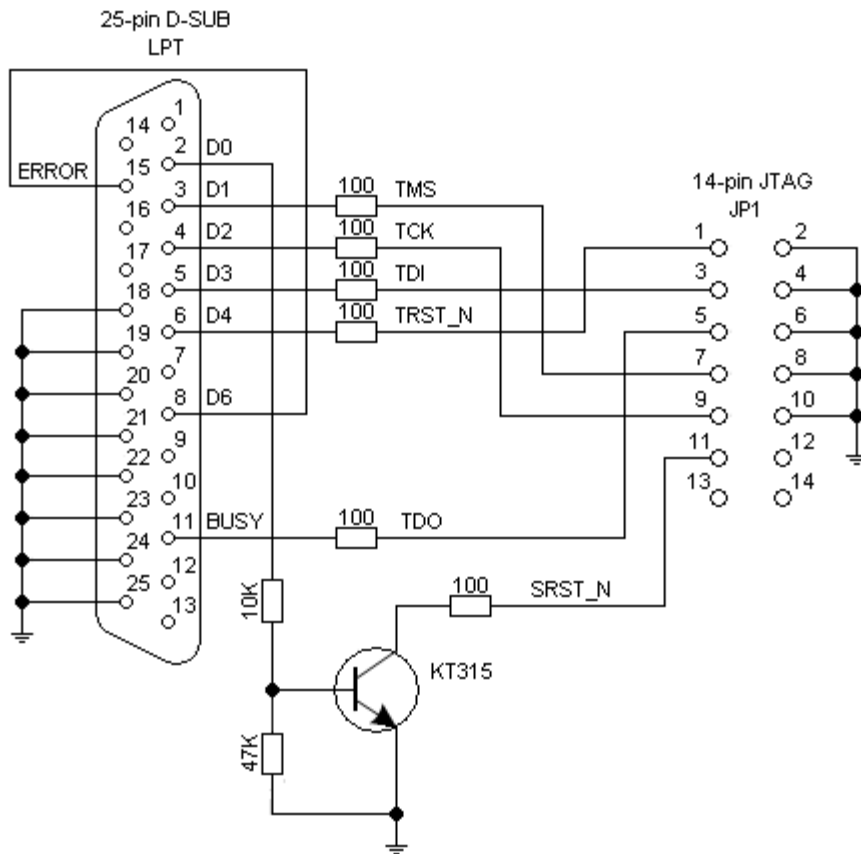 25-pin D-SUB
LPT
1
14
2 D0
15
ERROR
3 D1 100 TMS
16
4 D2 100 TCK
17
5 D3 100 TDI
18
6 D4 100 TRST_N
19
7
20
8 D6
21
9
22
10
23
11 BUSY 100 TDO
24
12
25
13
14-pin JTAG
JP1
1 2
3 4
5 6
7 8
9 10
11 12
13 14
10K
100 SRST_N
KT315
47K